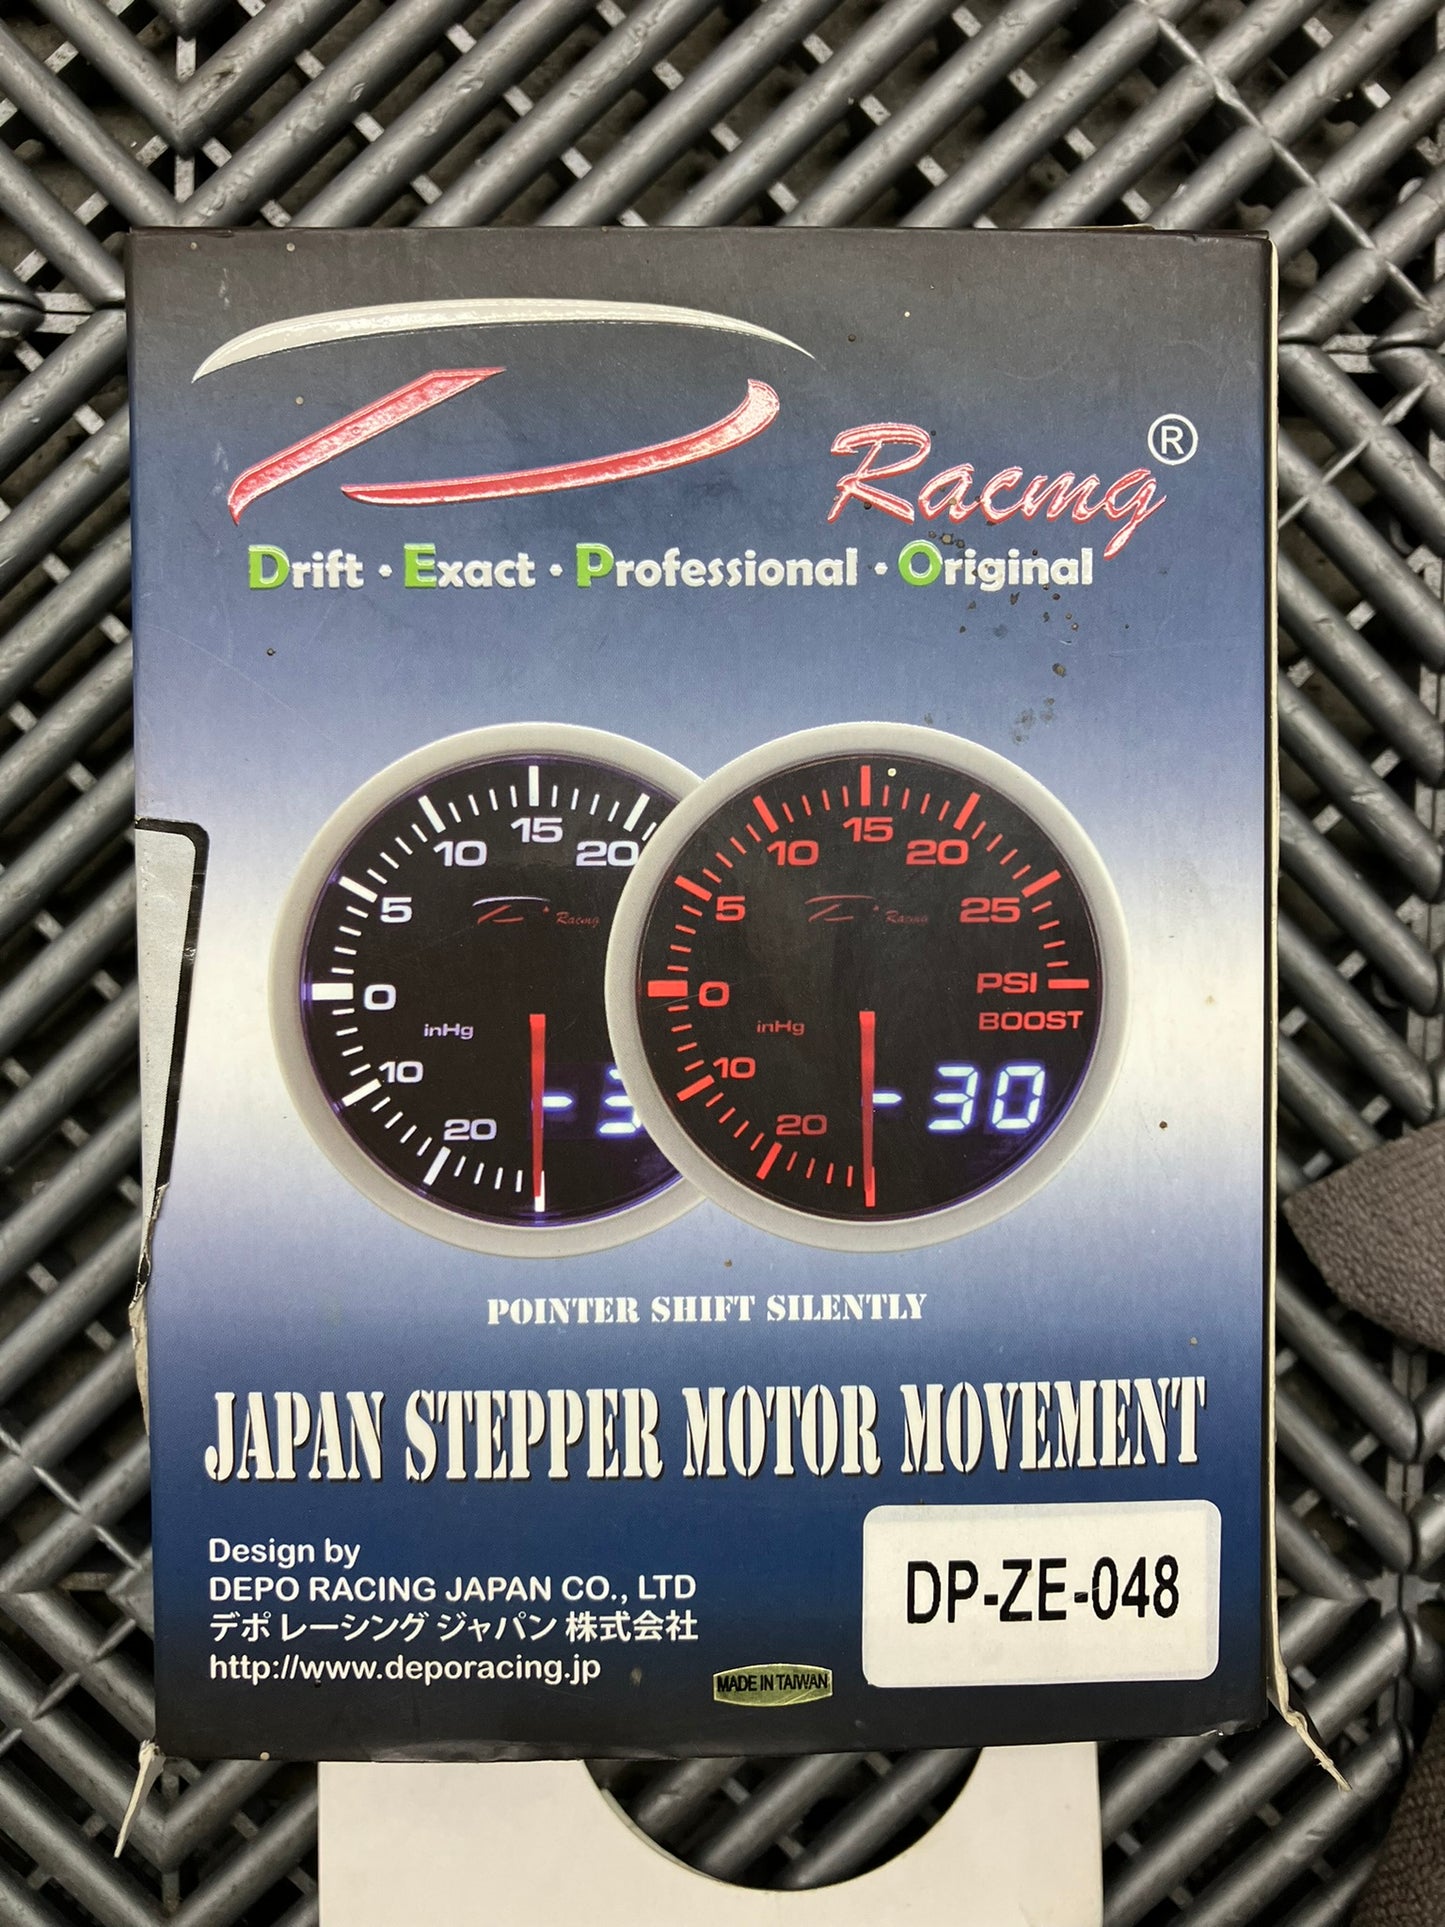 Racing®
Drift • Exact • Professional • Original
15
10
20
5
0
inHg
10
20
Racing
-3
15
10
20
5
25
Racing
0
PSI
BOOST
inHg
10
20
-30
POINTER SHIFT SILENTLY
JAPAN STEPPER MOTOR MOVEMENT
Design by
DEPO RACING JAPAN CO., LTD
デポ レーシング ジャパン 株式会社
http://www.deporacing.jp
MADE IN TAIWAN
DP-ZE-048